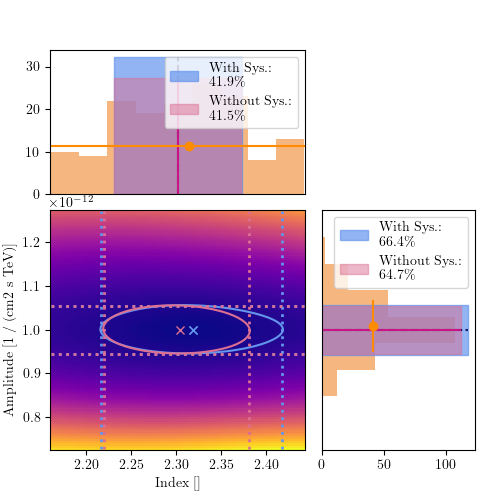 30
20
10
0
With Sys.:
41.9%
Without Sys.:
41.5%
×10⁻¹²
1.2
1.1
1.0
0.9
0.8
Amplitude [1 / (cm2 s TeV)]
2.20 2.25 2.30 2.35 2.40
Index []
With Sys.:
66.4%
Without Sys.:
64.7%
0 50 100